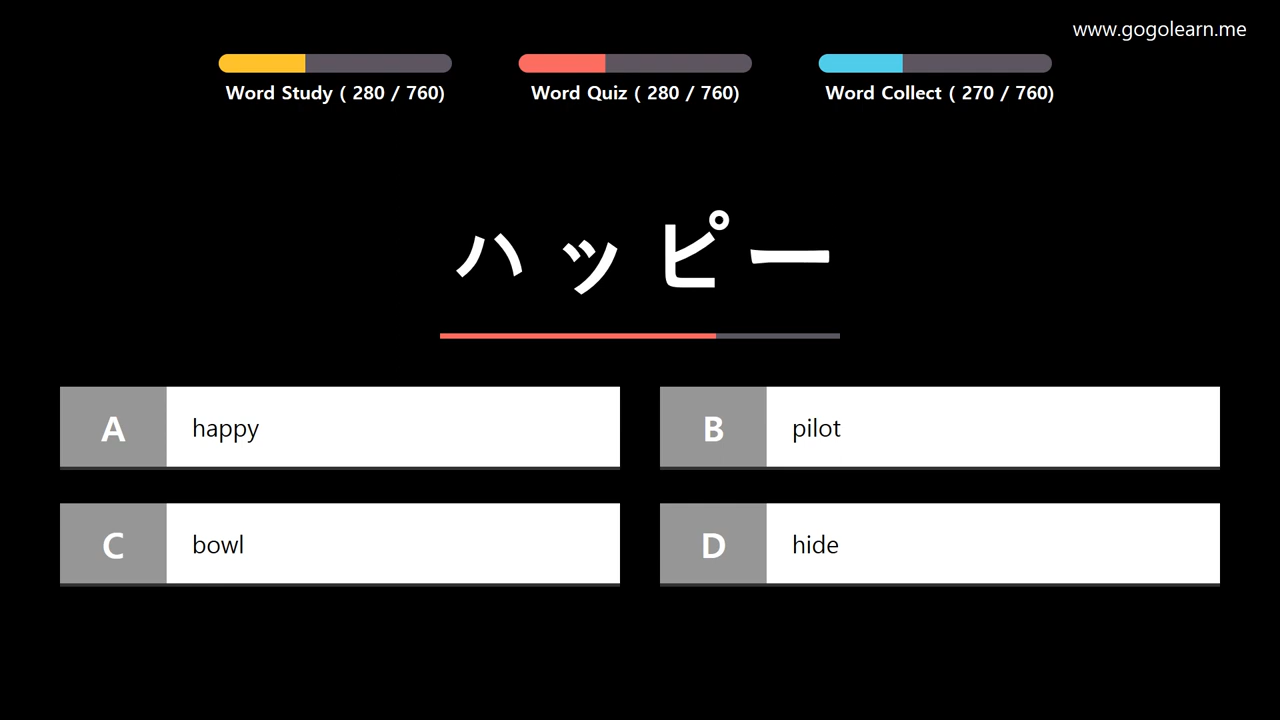 www.gogolearn.me
Word Study ( 280 / 760)
Word Quiz ( 280 / 760)
Word Collect ( 270 / 760)
ハッピー
A happy
B pilot
C bowl
D hide